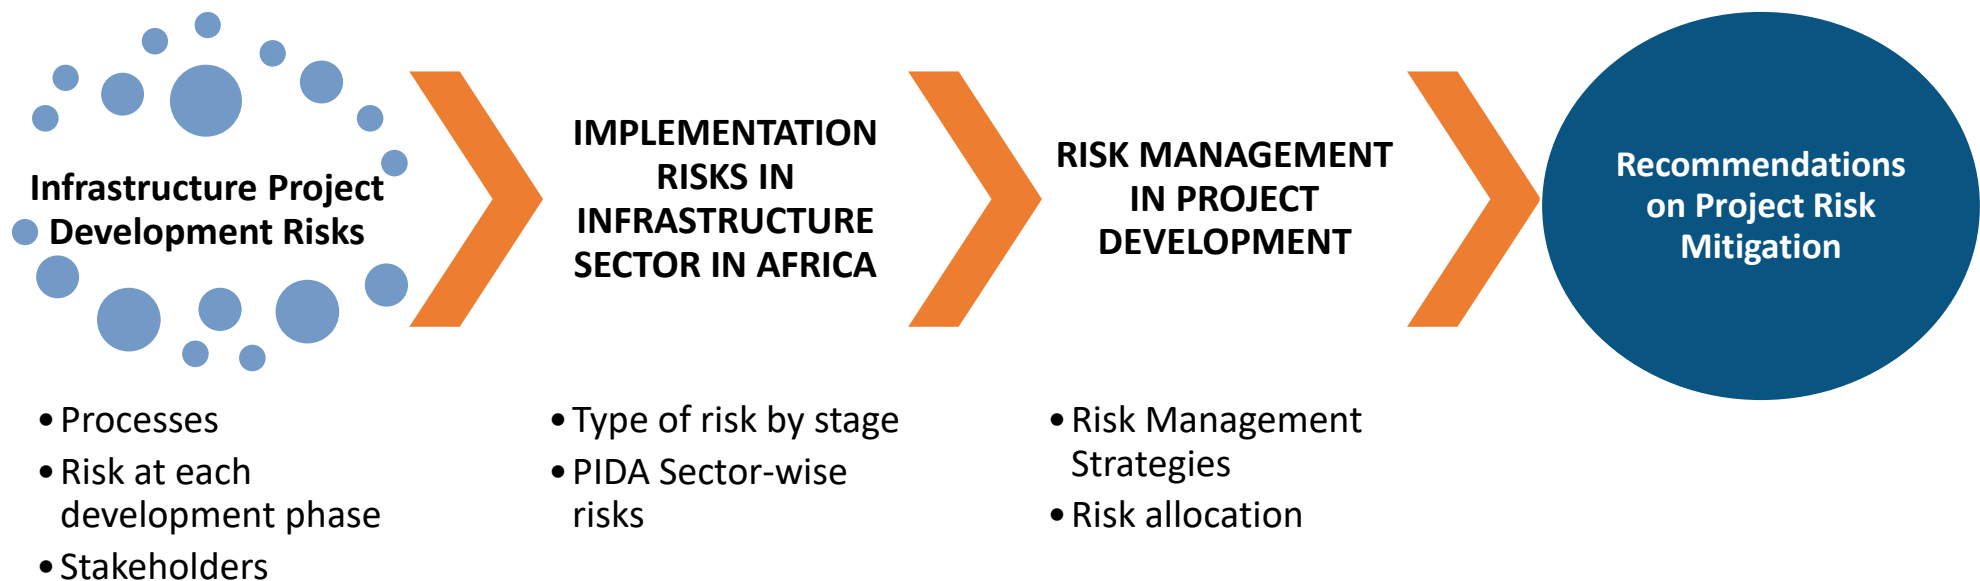 Infrastructure Project
Development Risks
• Processes
• Risk at each
development phase
• Stakeholders
IMPLEMENTATION
RISKS IN
INFRASTRUCTURE
SECTOR IN AFRICA
• Type of risk by stage
• PIDA Sector-wise
risks
RISK MANAGEMENT
IN PROJECT
DEVELOPMENT
• Risk Management
Strategies
• Risk allocation
Recommendations
on Project Risk
Mitigation